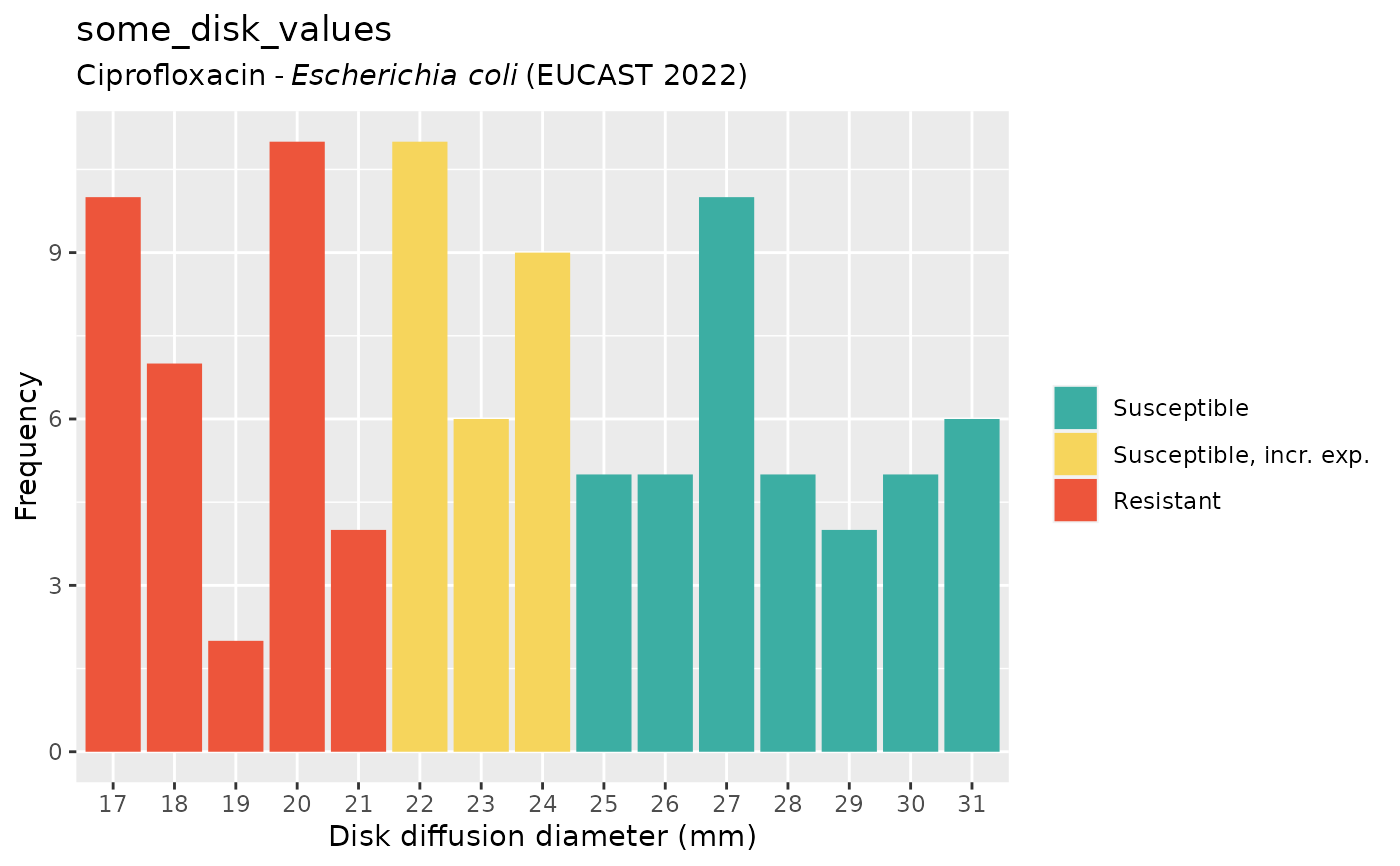 some_disk_values
Ciprofloxacin - Escherichia coli (EUCAST 2022)
Frequency
9
6
3
0
17 18 19 20 21 22 23 24 25 26 27 28 29 30 31
Disk diffusion diameter (mm)
Susceptible
Susceptible, incr. exp.
Resistant